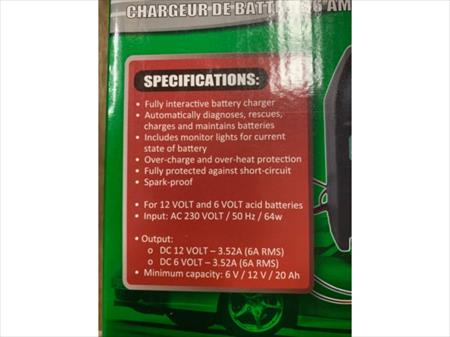 CHARGEUR DE BATT
SPECIFICATIONS:
• Fully interactive battery charger
• Automatically diagnoses, rescues,
charges and maintains batteries
• Includes monitor lights for current
state of battery
• Over-charge and over-heat protection
• Fully protected against short-circuit
• Spark-proof
• For 12 VOLT and 6 VOLT acid batteries
• Input: AC 230 VOLT / 50 Hz / 64w
• Output:
o DC 12 VOLT – 3.52A (6A RMS)
o DC 6 VOLT – 3.52A (6A RMS)
• Minimum capacity: 6 V / 12 V / 20 Ah